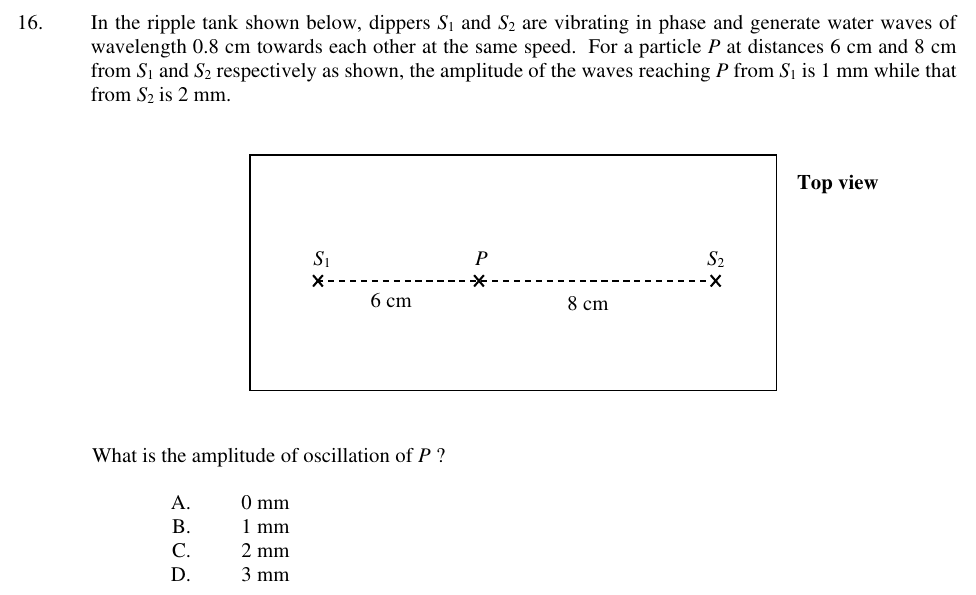 16. In the ripple tank shown below, dippers S₁ and S₂ are vibrating in phase and generate water waves of
wavelength 0.8 cm towards each other at the same speed. For a particle P at distances 6 cm and 8 cm
from S₁ and S₂ respectively as shown, the amplitude of the waves reaching P from S₁ is 1 mm while that
from S₂ is 2 mm.
Top view
S₁ P S₂
6 cm 8 cm
What is the amplitude of oscillation of P ?
A. 0 mm
B. 1 mm
C. 2 mm
D. 3 mm